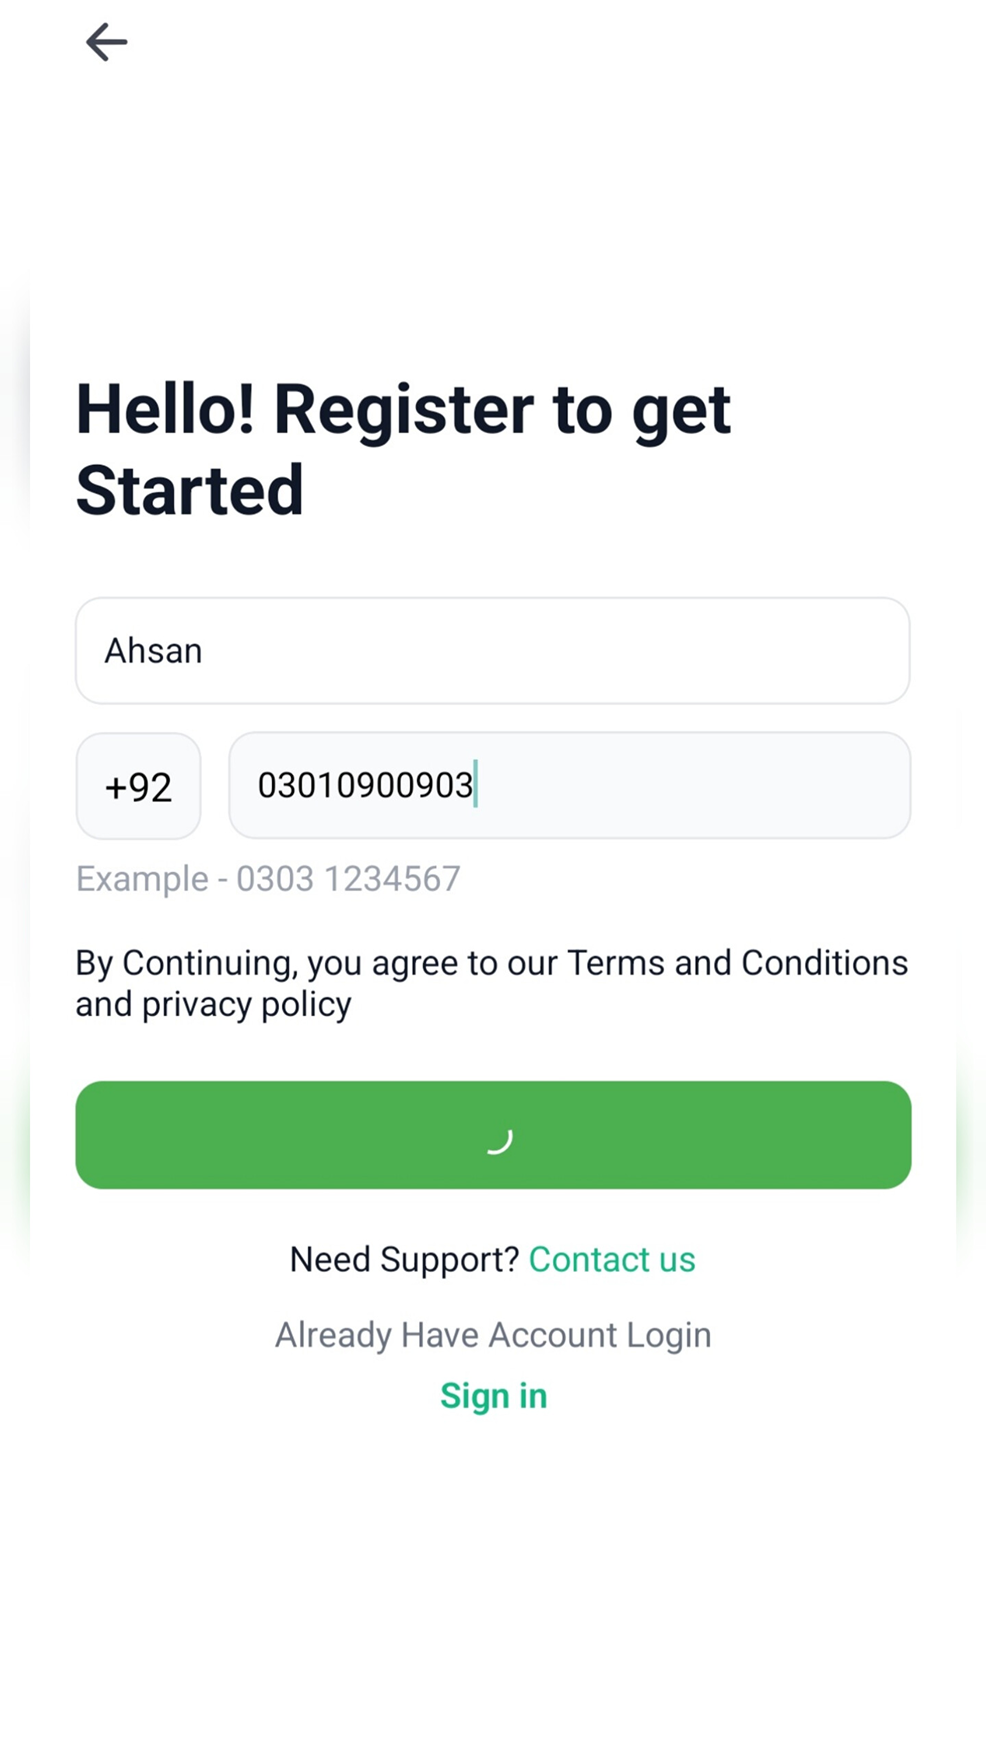 Hello! Register to get
Started
Ahsan
+92
03010900903
Example - 0303 1234567
By Continuing, you agree to our Terms and Conditions
and privacy policy
Need Support? Contact us
Already Have Account Login
Sign in